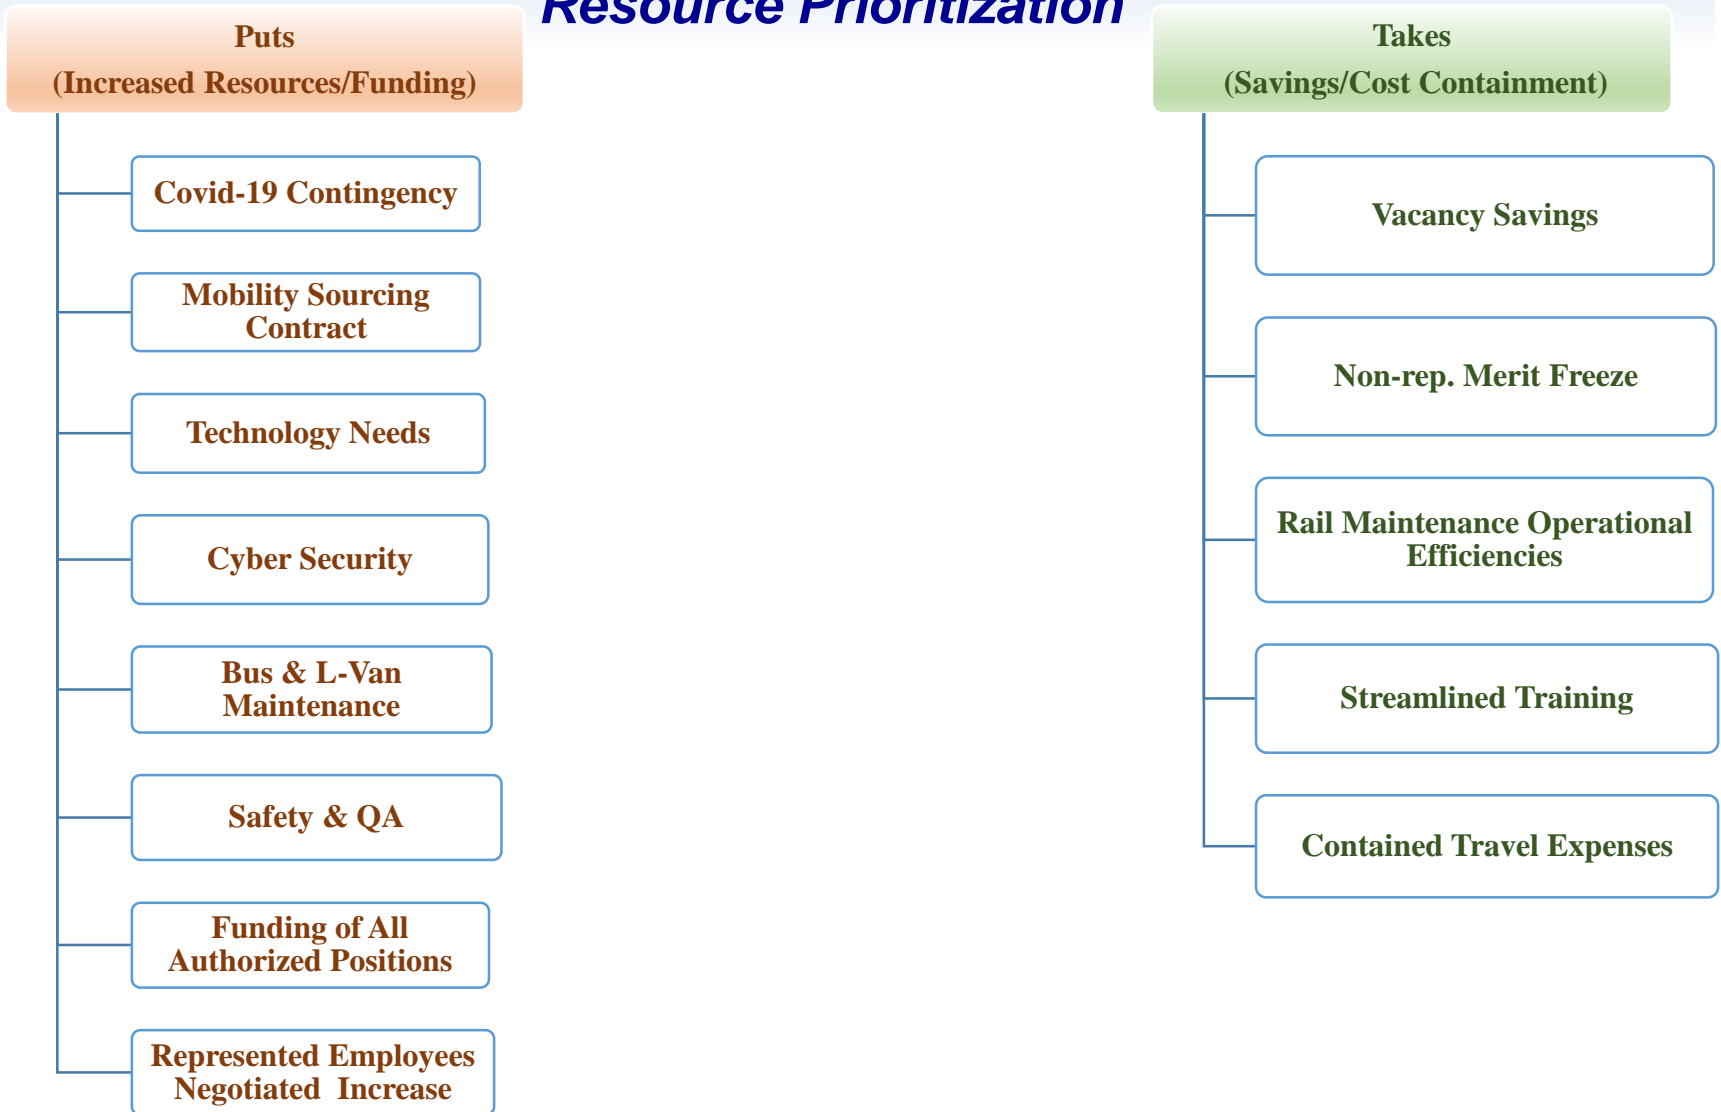 Resource Prioritization
Puts
(Increased Resources/Funding)
Covid-19 Contingency
Mobility Sourcing
Contract
Technology Needs
Cyber Security
Bus & L-Van
Maintenance
Safety & QA
Funding of All
Authorized Positions
Represented Employees
Negotiated  Increase
Takes
(Savings/Cost Containment)
Vacancy Savings
Non-rep. Merit Freeze
Rail Maintenance Operational
Efficiencies
Streamlined Training
Contained Travel Expenses